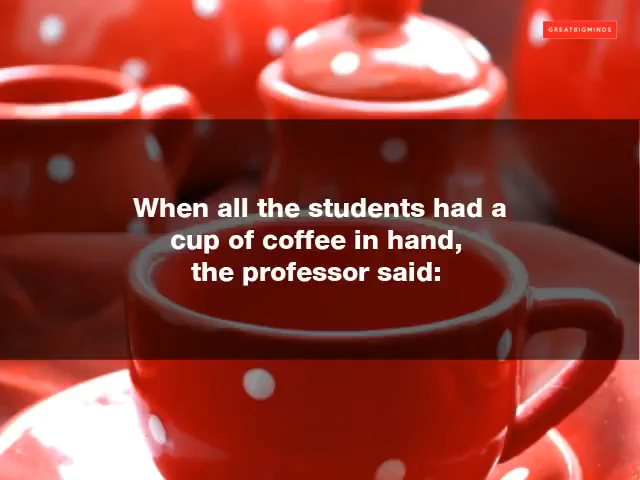 GREATBIGMINDS
When all the students had a
cup of coffee in hand,
the professor said: